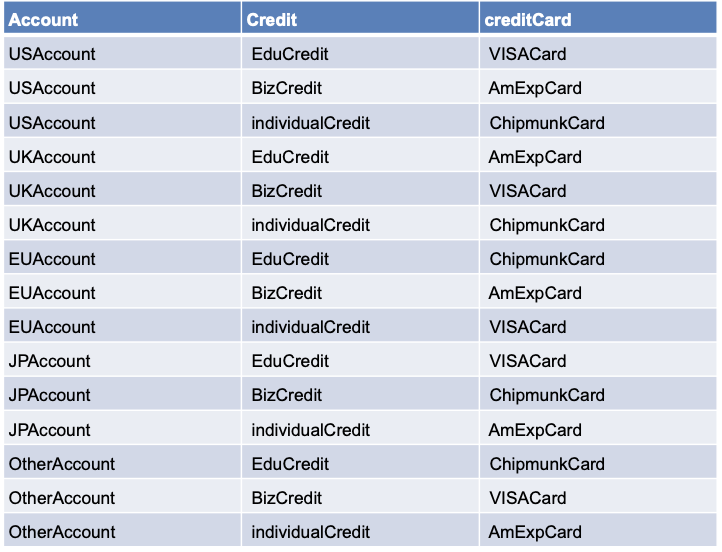 Account Credit creditCard
USAccount EduCredit VISACard
USAccount BizCredit AmExpCard
USAccount individualCredit ChipmunkCard
UKAccount EduCredit AmExpCard
UKAccount BizCredit VISACard
UKAccount individualCredit ChipmunkCard
EUAccount EduCredit ChipmunkCard
EUAccount BizCredit AmExpCard
EUAccount individualCredit VISACard
JPAccount EduCredit VISACard
JPAccount BizCredit ChipmunkCard
JPAccount individualCredit AmExpCard
OtherAccount EduCredit ChipmunkCard
OtherAccount BizCredit VISACard
OtherAccount individualCredit AmExpCard